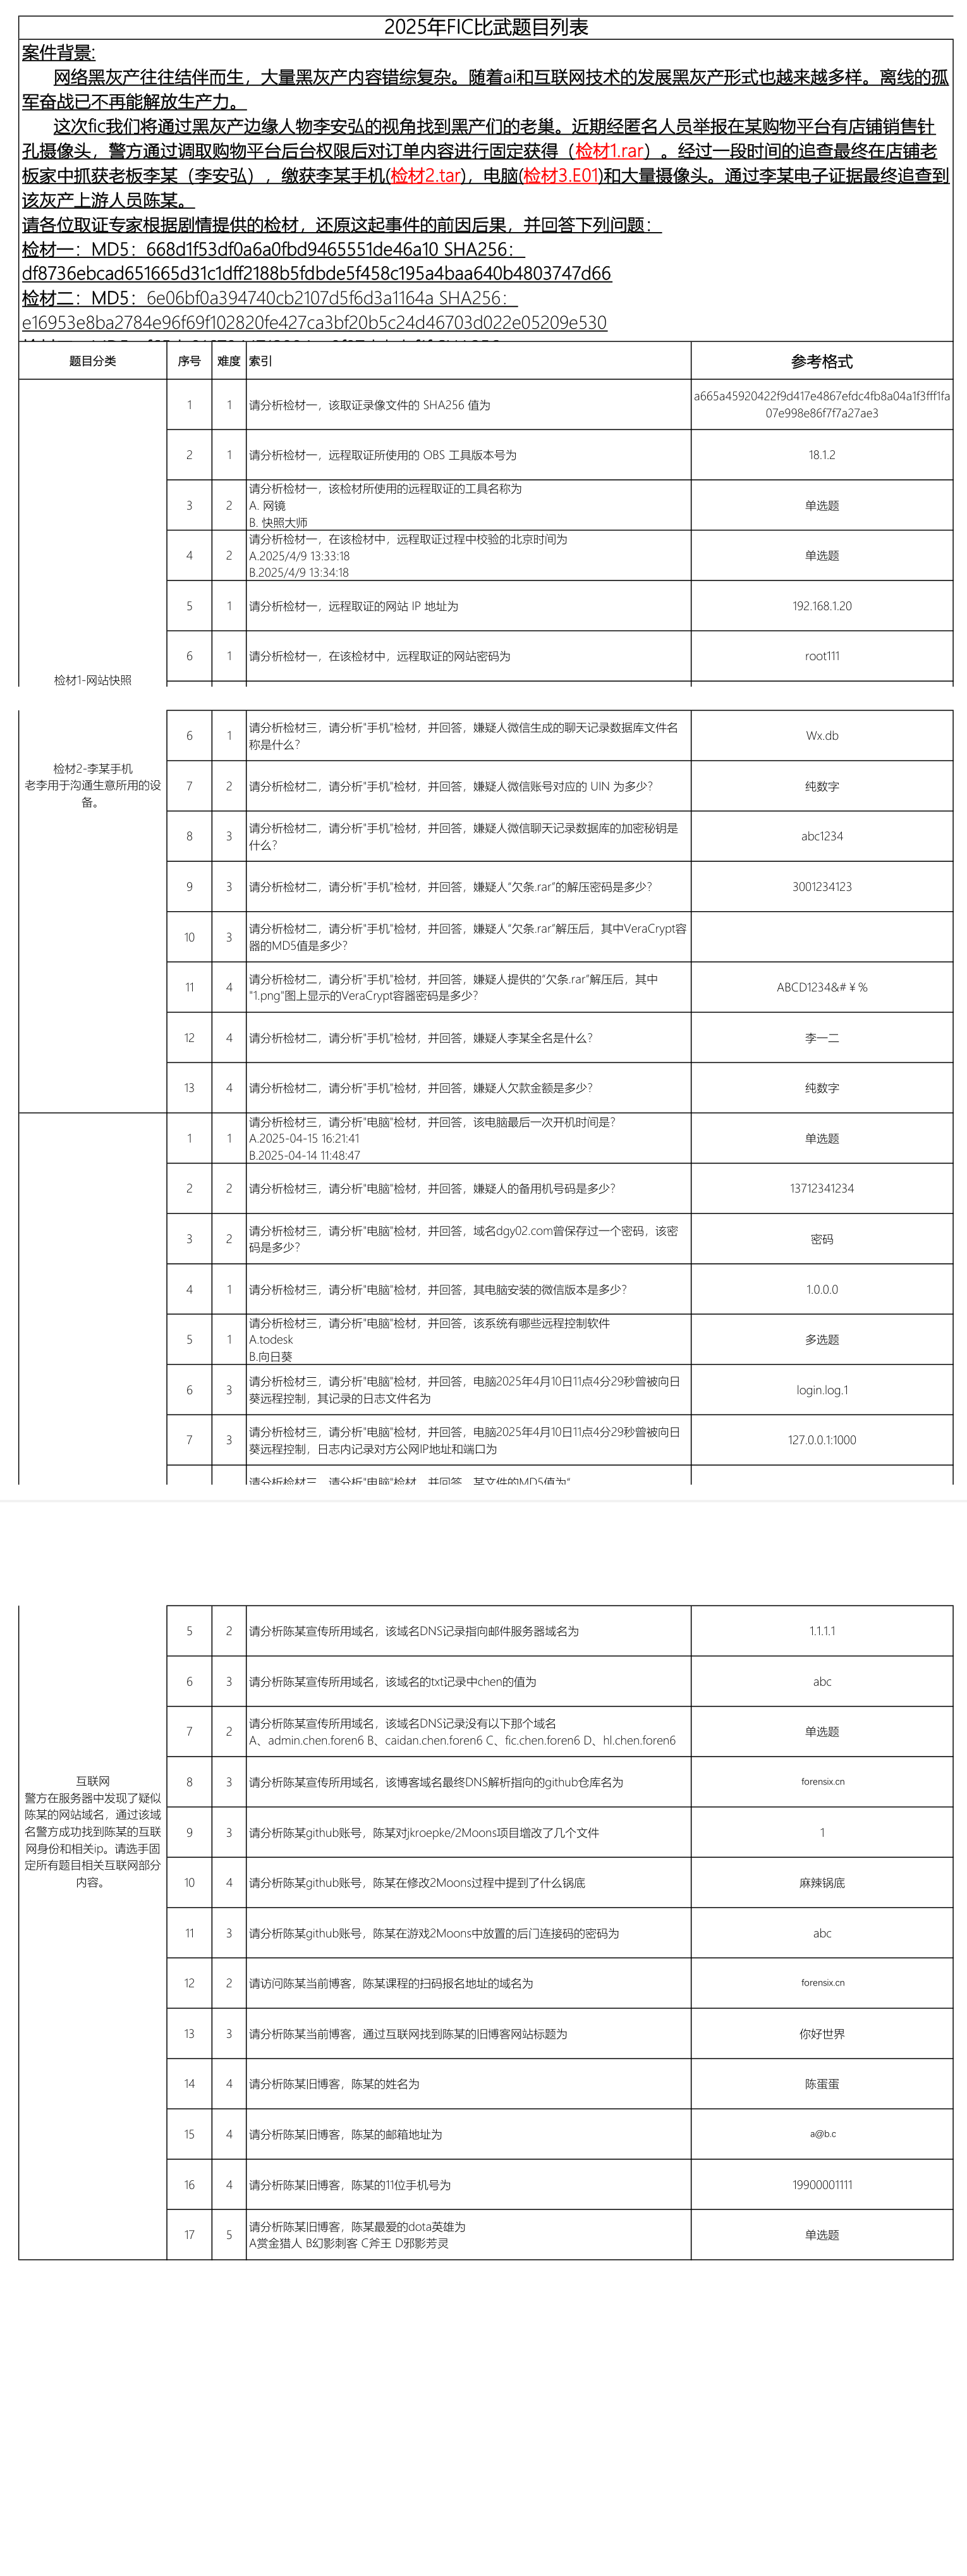 2025年FIC比武题目列表
案件背景:
网络黑灰产往往结伴而生，大量黑灰产内容错综复杂。随着ai和互联网技术的发展黑灰产形式也越来越多样。离线的孤
军奋战已不再能解放生产力。
这次fic我们将通过黑灰产边缘人物李安弘的视角找到黑产们的老巢。近期经匿名人员举报在某购物平台有店铺销售针
孔摄像头，警方通过调取购物平台后台权限后对订单内容进行固定获得（检材1.rar）。经过一段时间的追查最终在店铺老
板家中抓获老板李某（李安弘），缴获李某手机(检材2.tar)，电脑(检材3.E01)和大量摄像头。通过李某电子证据最终追查到
该灰产上游人员陈某。
请各位取证专家根据剧情提供的检材，还原这起事件的前因后果，并回答下列问题：
检材一：MD5：668d1f53df0a6a0fbd9465551de46a10 SHA256：
df8736ebcad651665d31c1dff2188b5fdbde5f458c195a4baa640b4803747d66
检材二：MD5：6e06bf0a394740cb2107d5f6d3a1164a SHA256：
e16953e8ba2784e96f69f102820fe427ca3bf20b5c24d46703d022e05209e530
题目分类 序号 难度 索引 参考格式
1 1 请分析检材一，该取证录像文件的 SHA256 值为 a665a45920422f9d417e4867efdc4fb8a04a1f3fff1fa
07e998e86f7f7a27ae3
2 1 请分析检材一，远程取证所使用的 OBS 工具版本号为 18.1.2
3 2 请分析检材一，该检材所使用的远程取证的工具名称为 单选题
A. 网镜
B. 快照大师
4 2 请分析检材一，在该检材中，远程取证过程中校验的北京时间为 单选题
A.2025/4/9 13:33:18
B.2025/4/9 13:34:18
5 1 请分析检材一，远程取证的网站 IP 地址为 192.168.1.20
6 1 请分析检材一，在该检材中，远程取证的网站密码为 root111
检材1-网站快照
检材2-李某手机
老李用于沟通生意所用的设
备。
6 1 请分析检材三，请分析"手机"检材，并回答，嫌疑人微信生成的聊天记录数据库文件名 Wx.db
称是什么？
7 2 请分析检材二，请分析"手机"检材，并回答，嫌疑人微信账号对应的 UIN 为多少？ 纯数字
8 3 请分析检材二，请分析"手机"检材，并回答，嫌疑人微信聊天记录数据库的加密秘钥是 abc1234
什么？
9 3 请分析检材二，请分析"手机"检材，并回答，嫌疑人“欠条.rar”的解压密码是多少？ 3001234123
10 3 请分析检材二，请分析"手机"检材，并回答，嫌疑人“欠条.rar”解压后，其中VeraCrypt容
器的MD5值是多少？
11 4 请分析检材二，请分析"手机"检材，并回答，嫌疑人提供的“欠条.rar”解压后，其中 ABCD1234&#￥%
"1.png"图上显示的VeraCrypt容器密码是多少？
12 4 请分析检材二，请分析"手机"检材，并回答，嫌疑人李某全名是什么？ 李一二
13 4 请分析检材二，请分析"手机"检材，并回答，嫌疑人欠款金额是多少？ 纯数字
1 1 请分析检材三，请分析"电脑"检材，并回答，该电脑最后一次开机时间是？ 单选题
A.2025-04-15 16:21:41
B.2025-04-14 11:48:47
2 2 请分析检材三，请分析"电脑"检材，并回答，嫌疑人的备用机号码是多少？ 13712341234
3 2 请分析检材三，请分析"电脑"检材，并回答，域名dgy02.com曾保存过一个密码，该密 密码
码是多少？
4 1 请分析检材三，请分析"电脑"检材，并回答，其电脑安装的微信版本是多少？ 1.0.0.0
5 1 请分析检材三，请分析"电脑"检材，并回答，该系统有哪些远程控制软件 多选题
A.todesk
B.向日葵
6 3 请分析检材三，请分析"电脑"检材，并回答，电脑2025年4月10日11点4分29秒曾被向日 login.log.1
葵远程控制，其记录的日志文件名为
7 3 请分析检材三，请分析"电脑"检材，并回答，电脑2025年4月10日11点4分29秒曾被向日 127.0.0.1:1000
葵远程控制，日志内记录对方公网IP地址和端口为
请分析检材三，请分析"电脑"检材，并回答，某文件的MD5值为“
互联网
警方在服务器中发现了疑似
陈某的网站域名，通过该域
名警方成功找到陈某的互联
网身份和相关ip。请选手固
定所有题目相关互联网部分
内容。
5 2 请分析陈某宣传所用域名，该域名DNS记录指向邮件服务器域名为 1.1.1.1
6 3 请分析陈某宣传所用域名，该域名的txt记录中chen的值为 abc
7 2 请分析陈某宣传所用域名，该域名DNS记录没有以下那个域名 单选题
A、admin.chen.foren6 B、caidan.chen.foren6 C、fic.chen.foren6 D、hl.chen.foren6
8 3 请分析陈某宣传所用域名，该博客域名最终DNS解析指向的github仓库名为 forensix.cn
9 3 请分析陈某github账号，陈某对jkroepke/2Moons项目增改了几个文件 1
10 4 请分析陈某github账号，陈某在修改2Moons过程中提到了什么锅底 麻辣锅底
11 3 请分析陈某github账号，陈某在游戏2Moons中放置的后门连接码的密码为 abc
12 2 请访问陈某当前博客，陈某课程的扫码报名地址的域名为 forensix.cn
13 3 请分析陈某当前博客，通过互联网找到陈某的旧博客网站标题为 你好世界
14 4 请分析陈某旧博客，陈某的姓名为 陈蛋蛋
15 4 请分析陈某旧博客，陈某的邮箱地址为 a@b.c
16 4 请分析陈某旧博客，陈某的11位手机号为 19900001111
17 5 请分析陈某旧博客，陈某最爱的dota英雄为 单选题
A赏金猎人 B幻影刺客 C斧王 D邪影芳灵